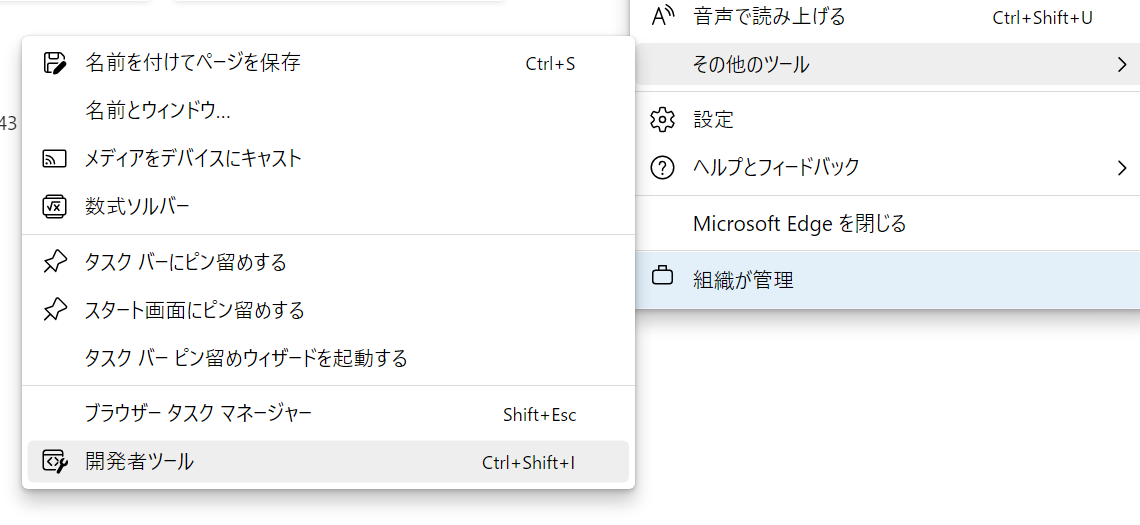 音声で読み上げる Ctrl+Shift+U
その他のツール
設定
ヘルプとフィードバック
Microsoft Edge を閉じる
組織が管理
43
名前を付けてページを保存 Ctrl+S
名前とウィンドウ...
メディアをデバイスにキャスト
数式ソルバー
タスク バーにピン留めする
スタート画面にピン留めする
タスク バー ピン留めウィザードを起動する
ブラウザー タスク マネージャー Shift+Esc
開発者ツール Ctrl+Shift+I